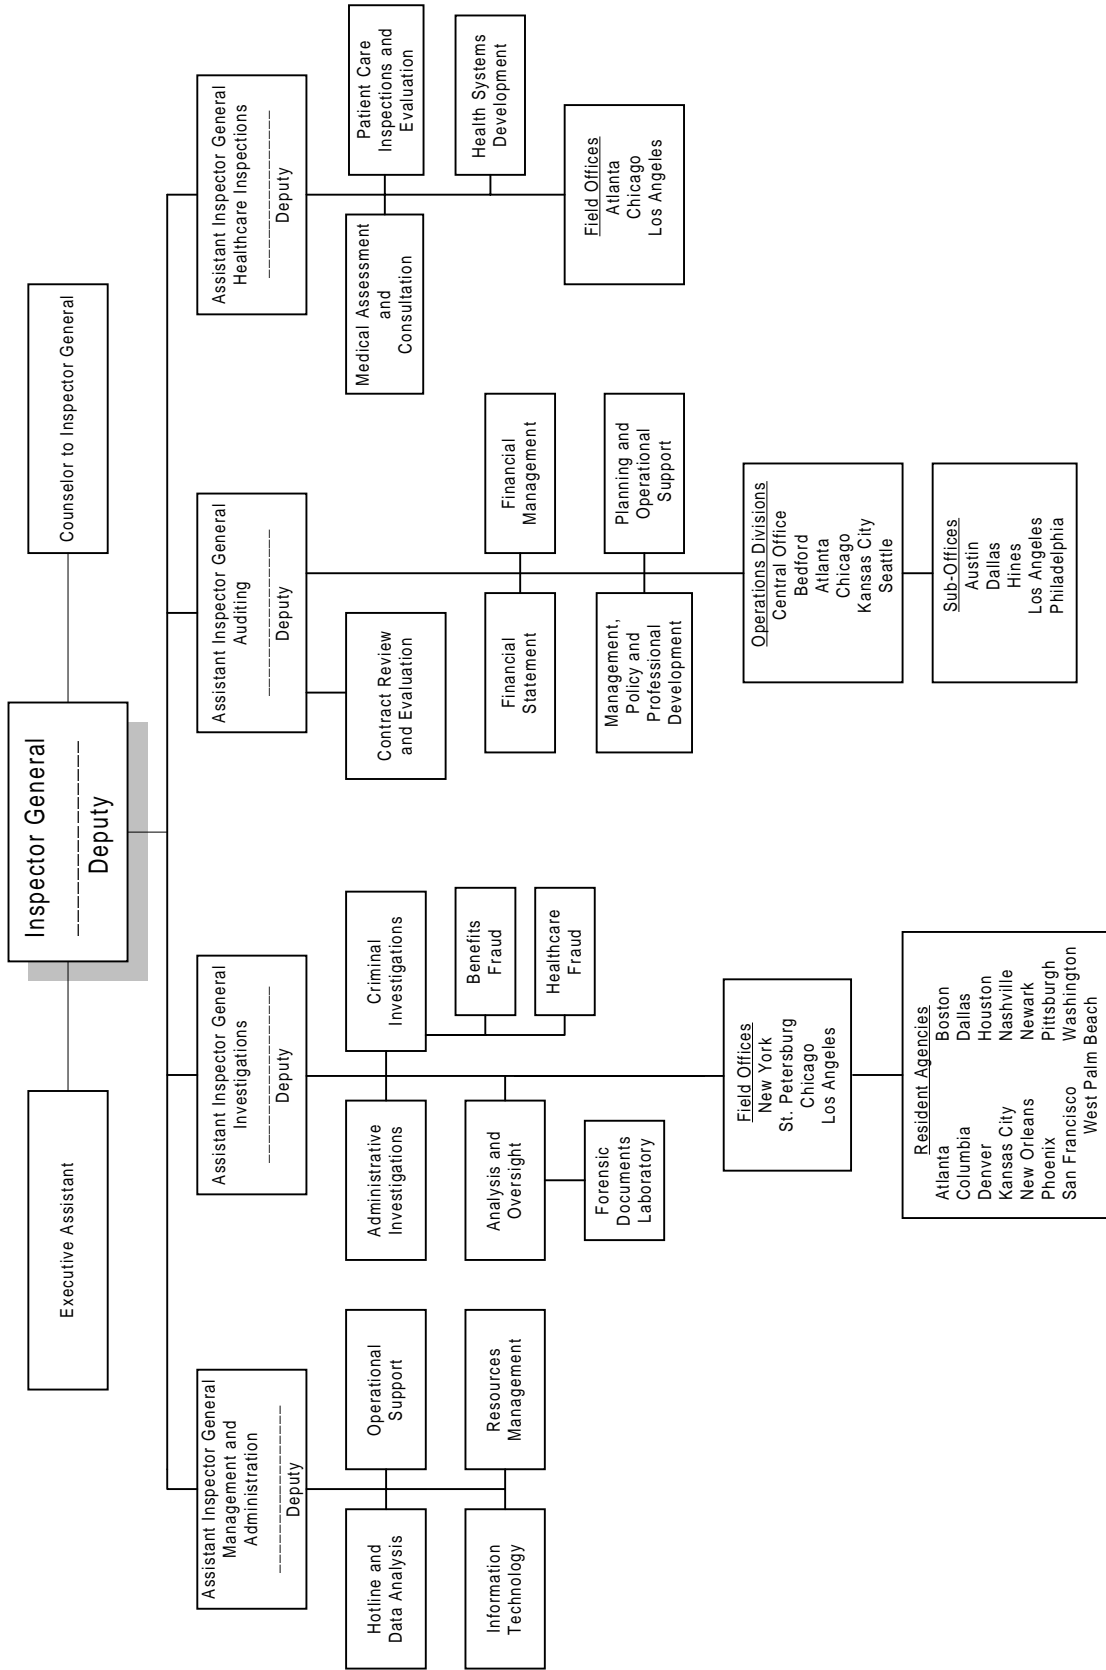 Inspector General
Deputy
Executive Assistant
Counselor to Inspector General
Assistant Inspector General
Management and
Administration
Deputy
Hotline and
Data Analysis
Operational
Support
Information
Technology
Resources
Management
Assistant Inspector General
Investigations
Deputy
Administrative
Investigations
Criminal
Investigations
Benefits
Fraud
Healthcare
Fraud
Analysis and
Oversight
Forensic
Documents
Laboratory
Field Offices
New York
St. Petersburg
Chicago
Los Angeles
Resident Agencies
Atlanta Boston
Columbia Dallas
Denver Houston
Kansas City Nashville
New Orleans Newark
Phoenix Pittsburgh
San Francisco Washington
West Palm Beach
Assistant Inspector General
Auditing
Deputy
Contract Review
and Evaluation
Financial
Statement
Financial
Management
Management,
Policy and
Professional
Development
Planning and
Operational
Support
Operations Divisions
Central Office
Bedford
Atlanta
Chicago
Kansas City
Seattle
Sub-Offices
Austin
Dallas
Hines
Los Angeles
Philadelphia
Assistant Inspector General
Healthcare Inspections
Deputy
Medical Assessment
and
Consultation
Patient Care
Inspections and
Evaluation
Health Systems
Development
Field Offices
Atlanta
Chicago
Los Angeles